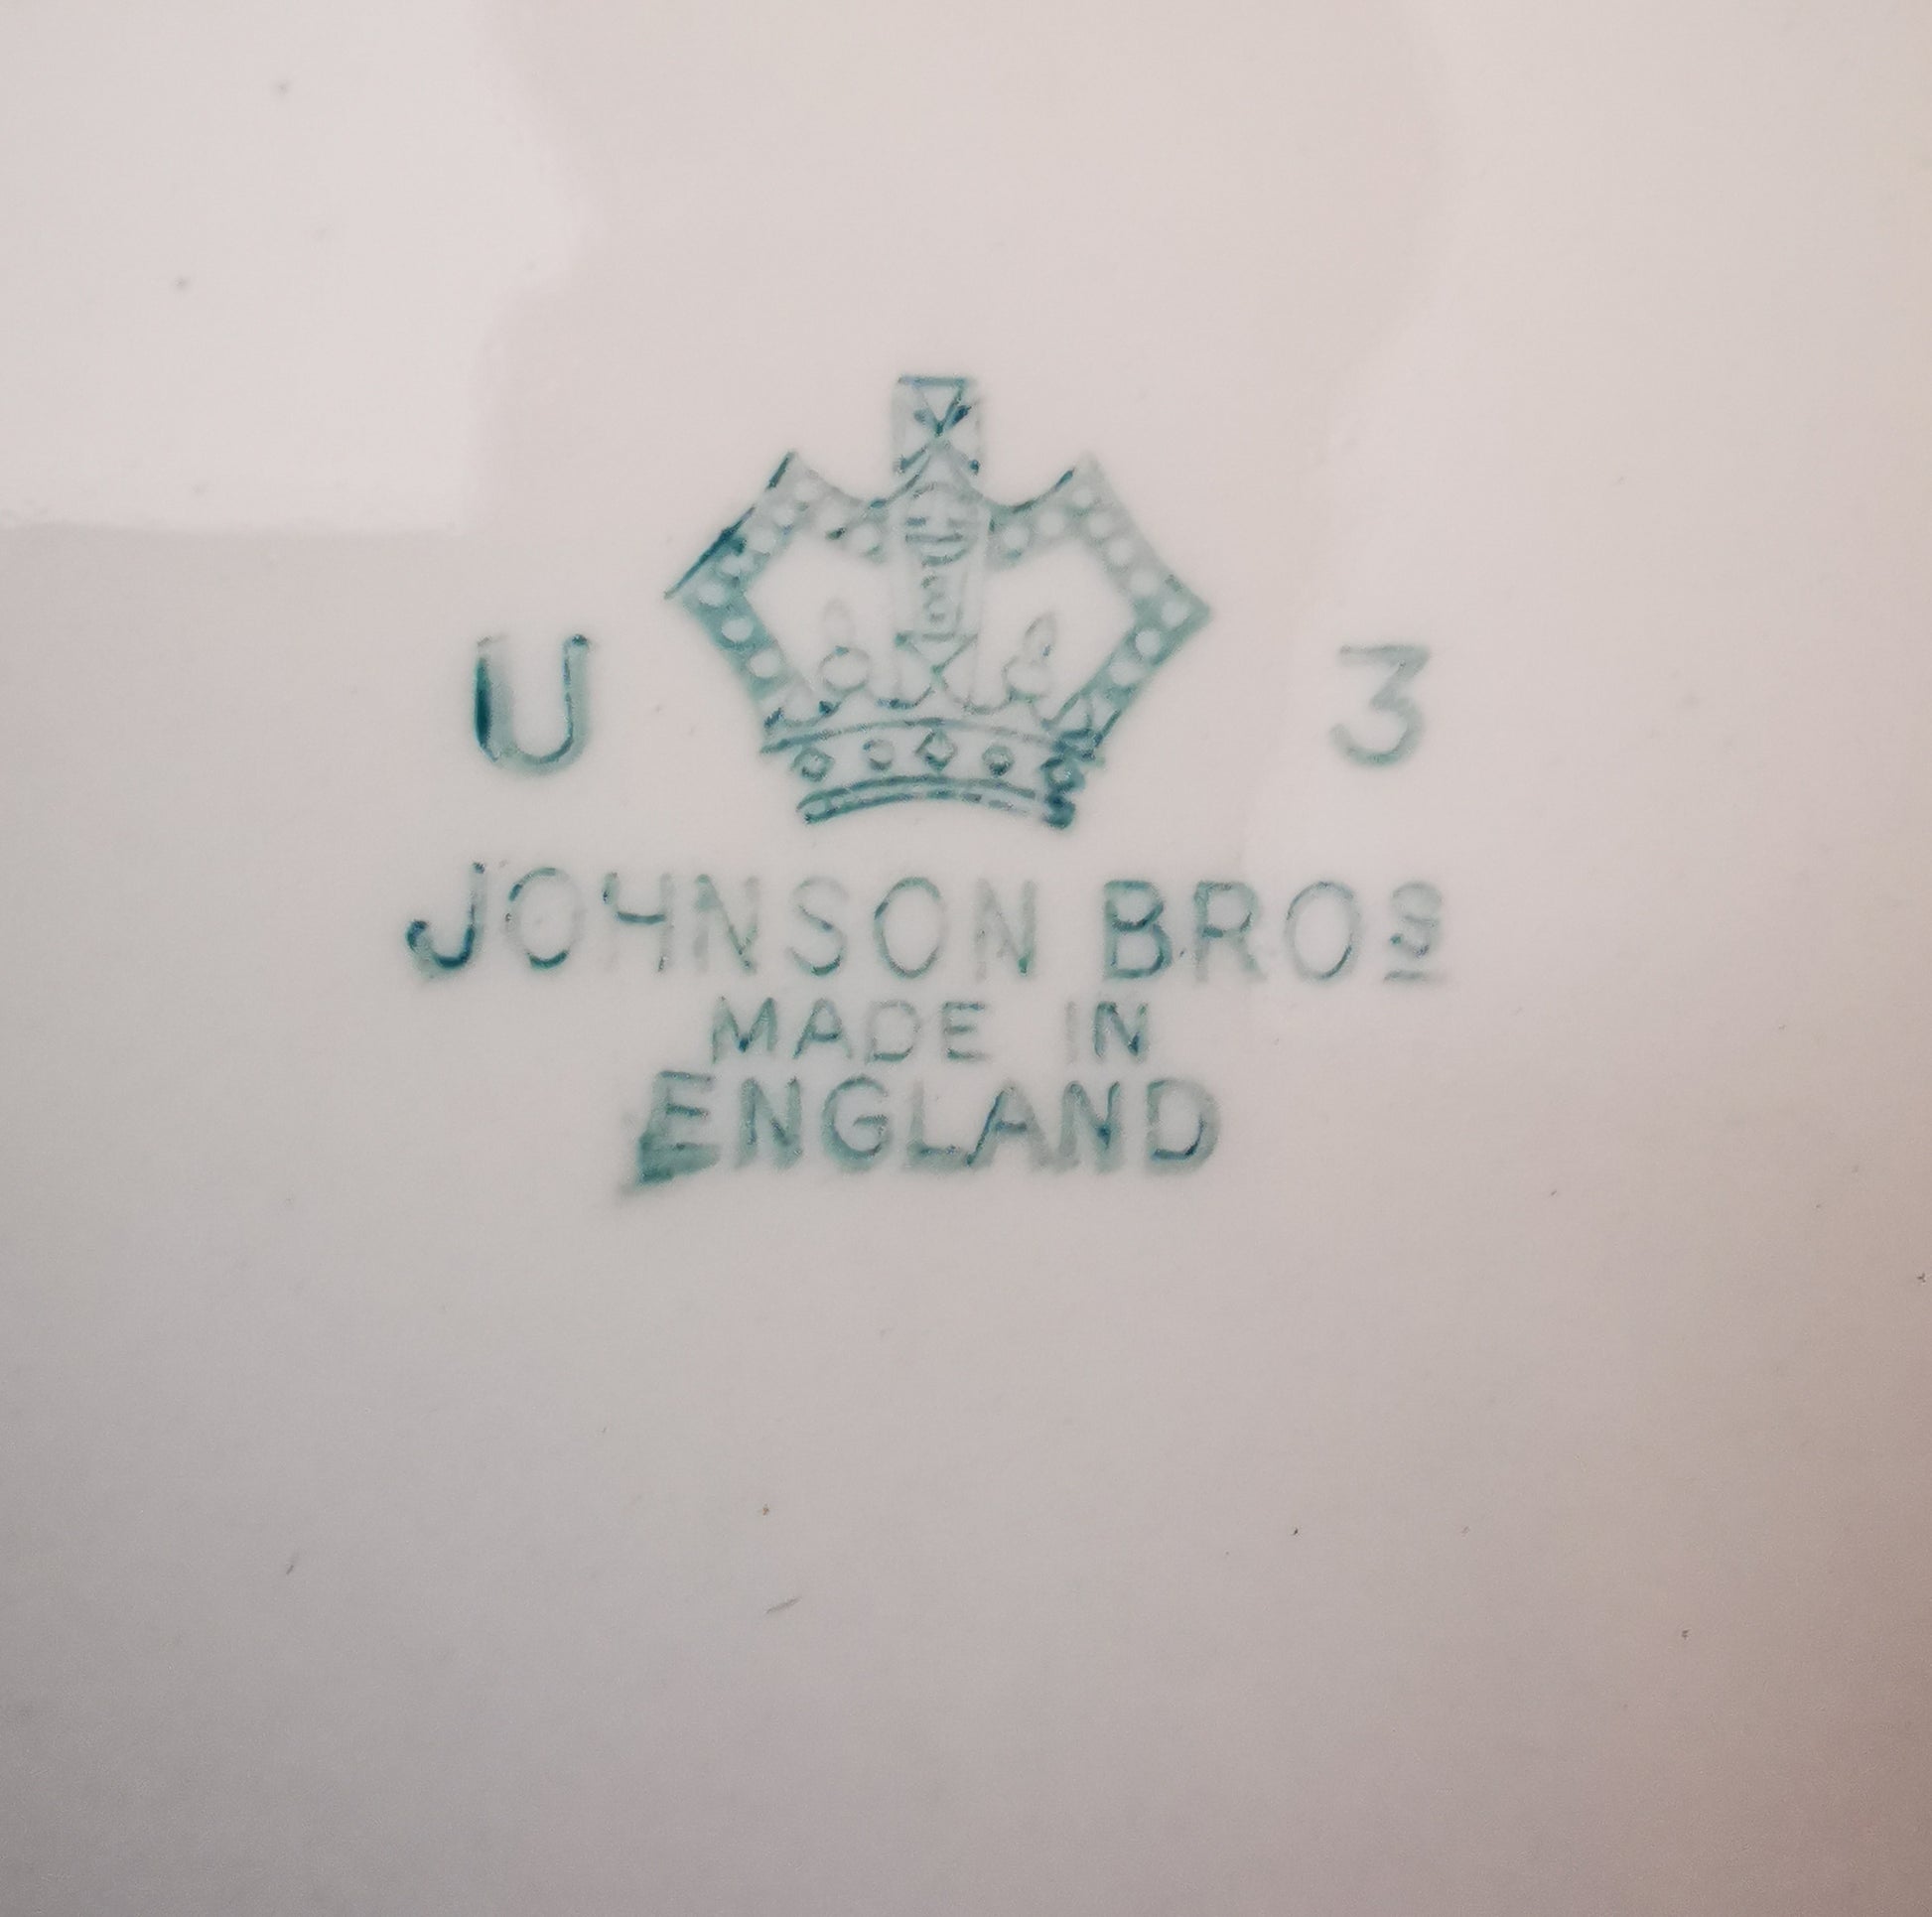 U 3
JOHNSON BROS
MADE IN
ENGLAND